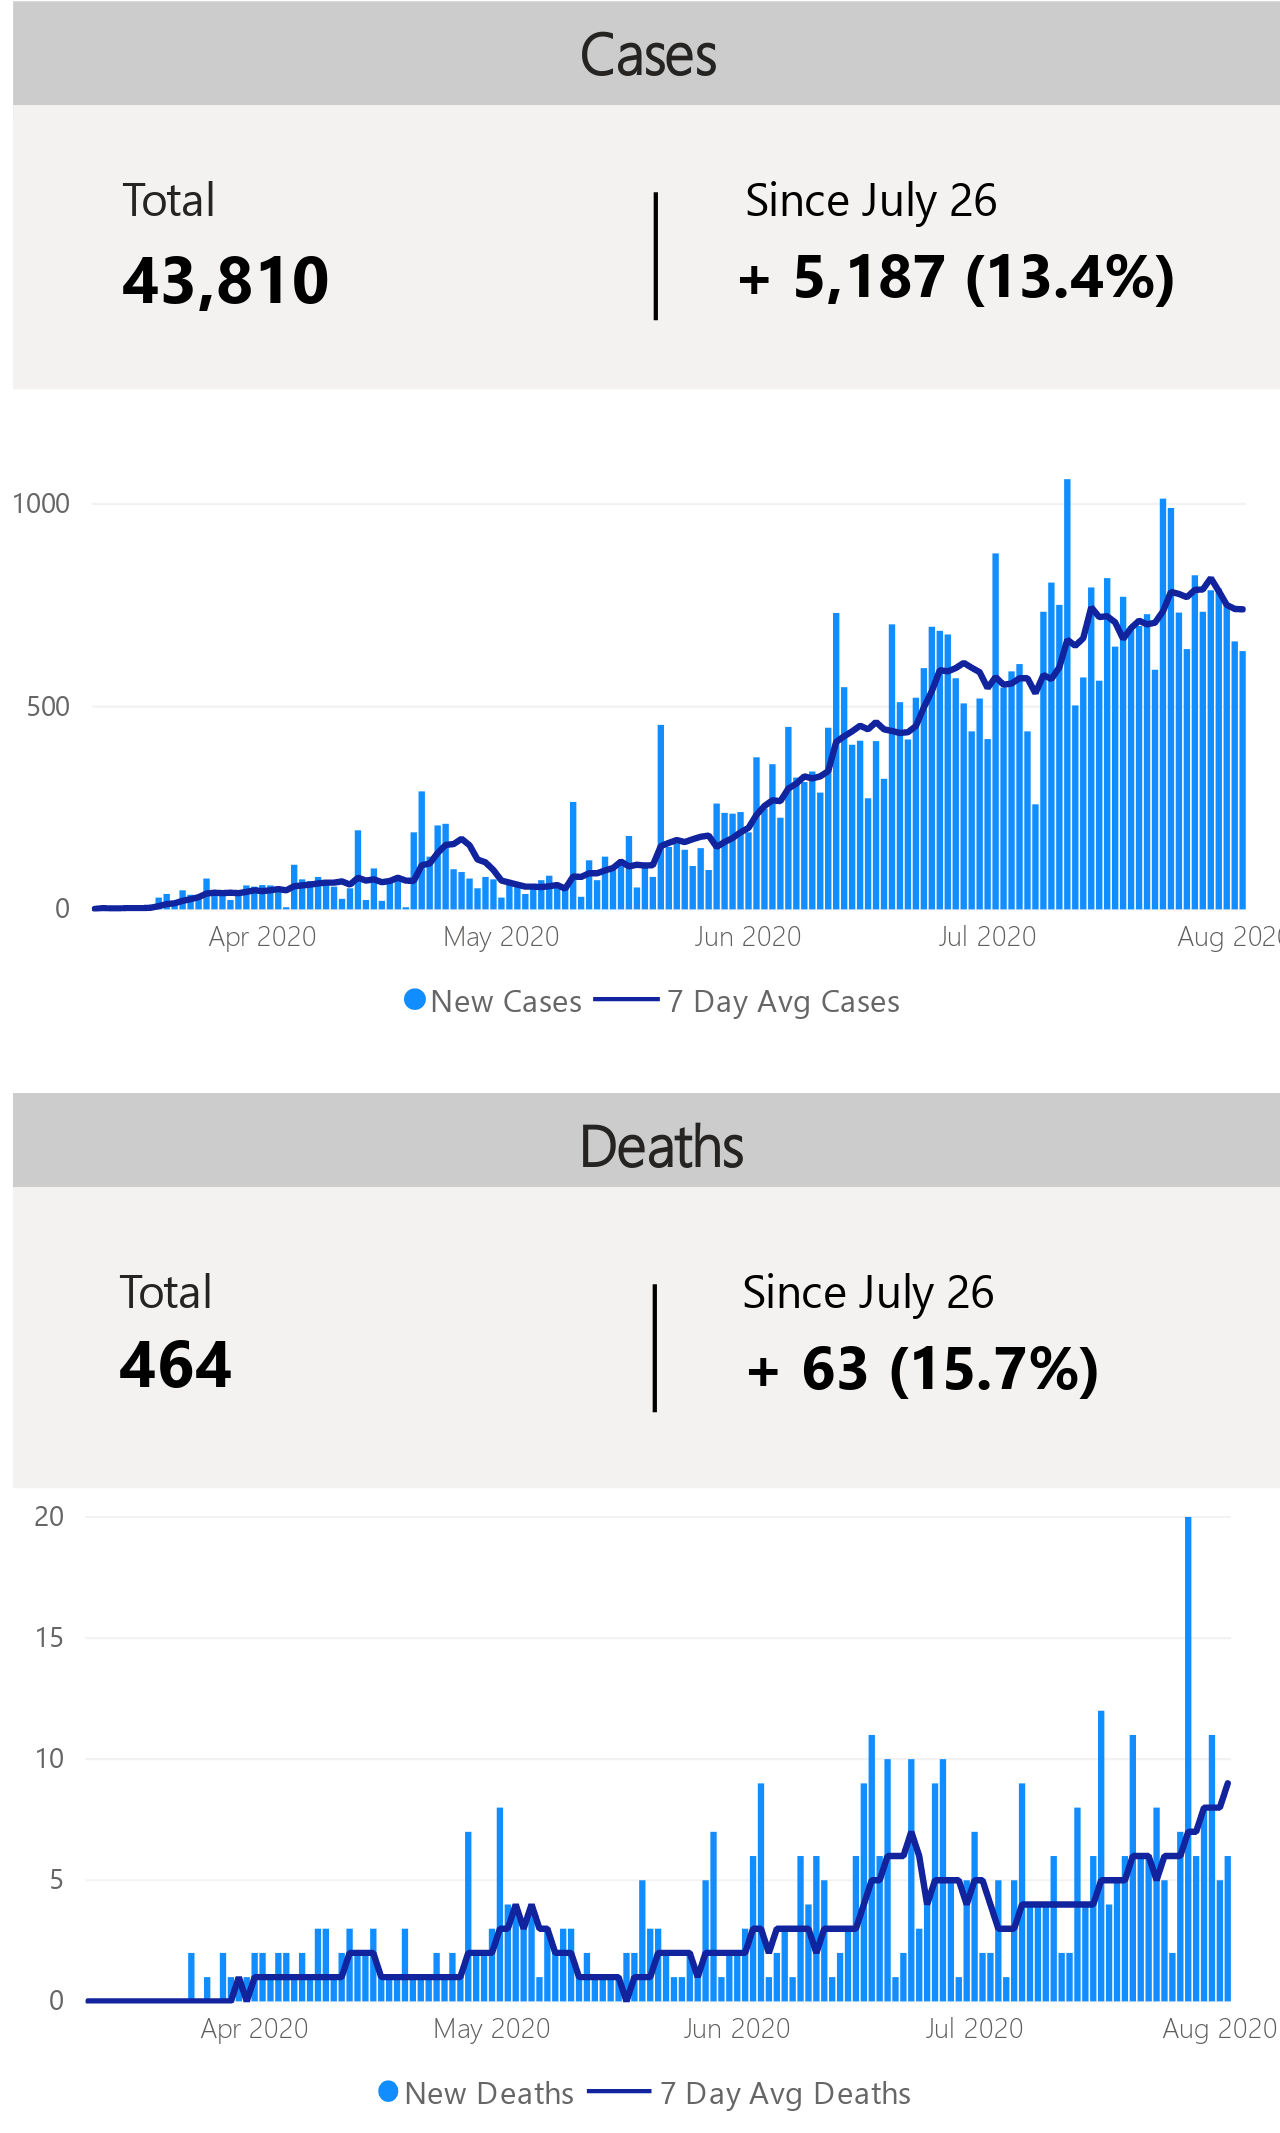 Cases
Total
Since July 26
43,810
+ 5,187 (13.4%)
1000
500
0
Apr 2020 May 2020 Jun 2020 Jul 2020 Aug 2020
New Cases 7 Day Avg Cases
Deaths
Total
Since July 26
464
+ 63 (15.7%)
20
15
10
5
0
Apr 2020 May 2020 Jun 2020 Jul 2020 Aug 2020
New Deaths 7 Day Avg Deaths